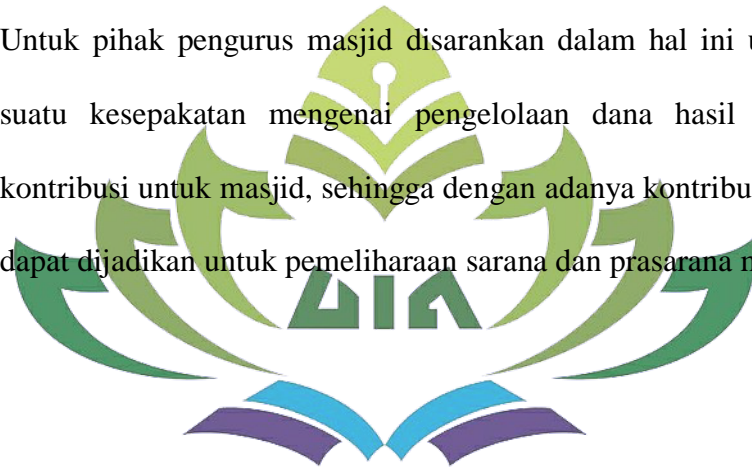 Untuk pihak pengurus masjid disarankan dalam hal ini
suatu kesepakatan mengenai pengelolaan dana hasil
kontribusi untuk masjid, sehingga dengan adanya
dapat dijadikan untuk pemeliharaan sarana dan prasarana
UIN